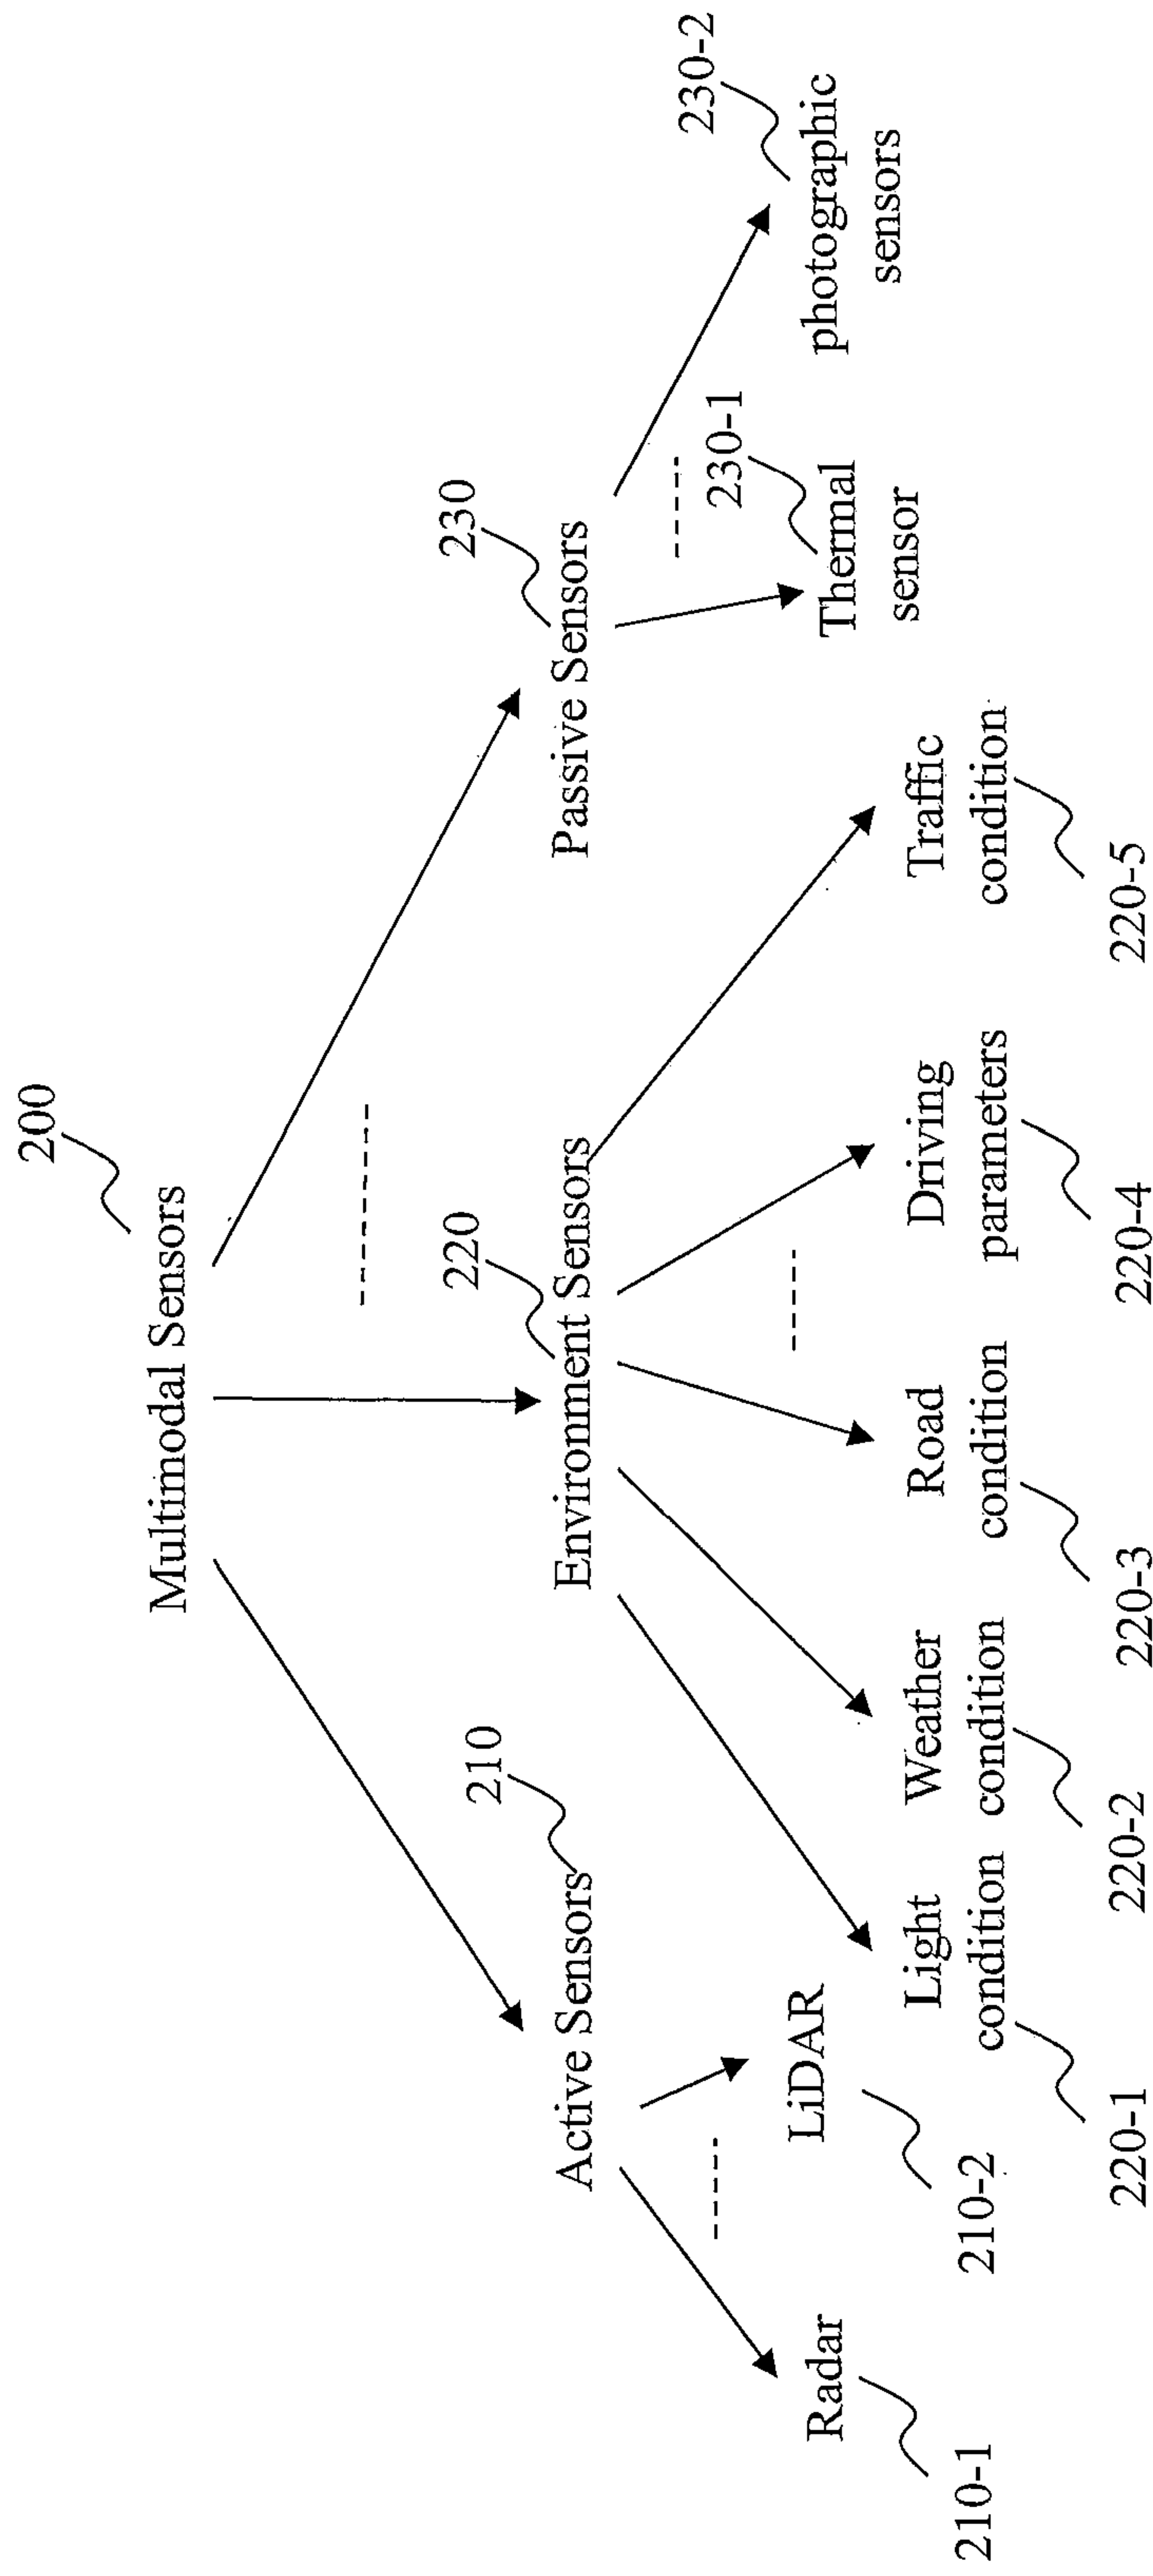 200
Multimodal Sensors
210
220
230
Active Sensors
Environment Sensors
Passive Sensors
230-1
230-2
Radar
LiDAR
Thermal
sensor
photographic
sensors
210-1
210-2
Light
condition
Weather
condition
Road
condition
Driving
parameters
Traffic
condition
220-1
220-2
220-3
220-4
220-5